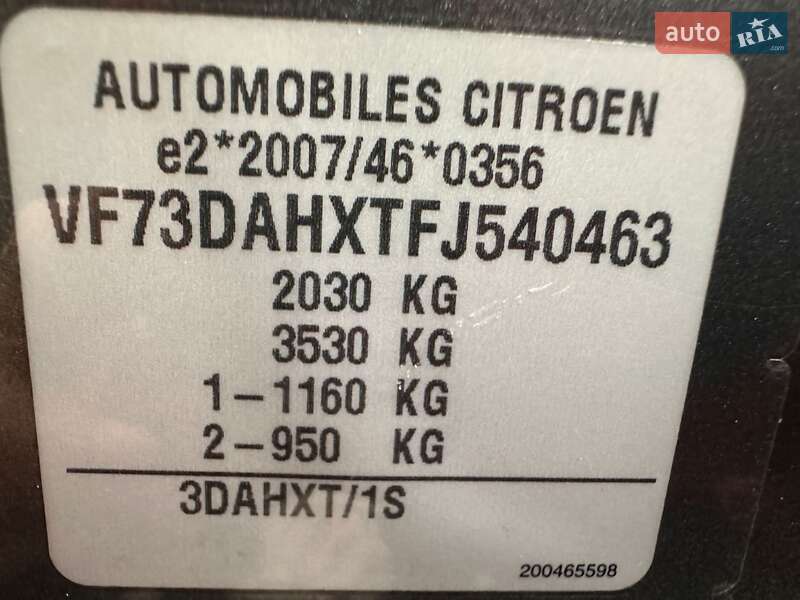 auto RIA
AUTOMOBILES CITROEN
e2*2007/46*0356
VF73DAHXTFJ540463
2030 KG
3530 KG
1-1160 KG
2-950 KG
3DAHXT/1S
200465598